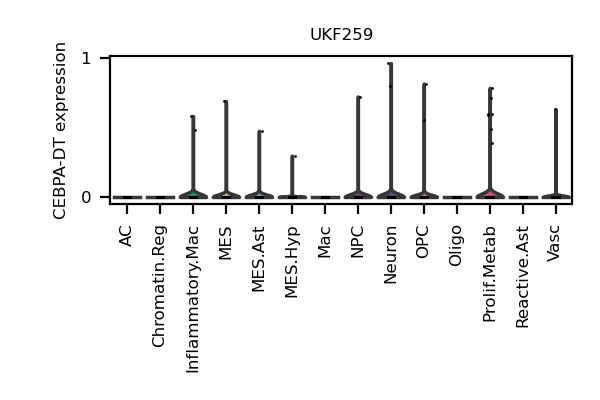 UKF259
CEBPA-DT expression
1
0
AC
Chromatin.Reg
Inflammatory.Mac
MES
MES.Ast
MES.Hyp
Mac
NPC
Neuron
OPC
Oligo
Prolif.Metab
Reactive.Ast
Vasc